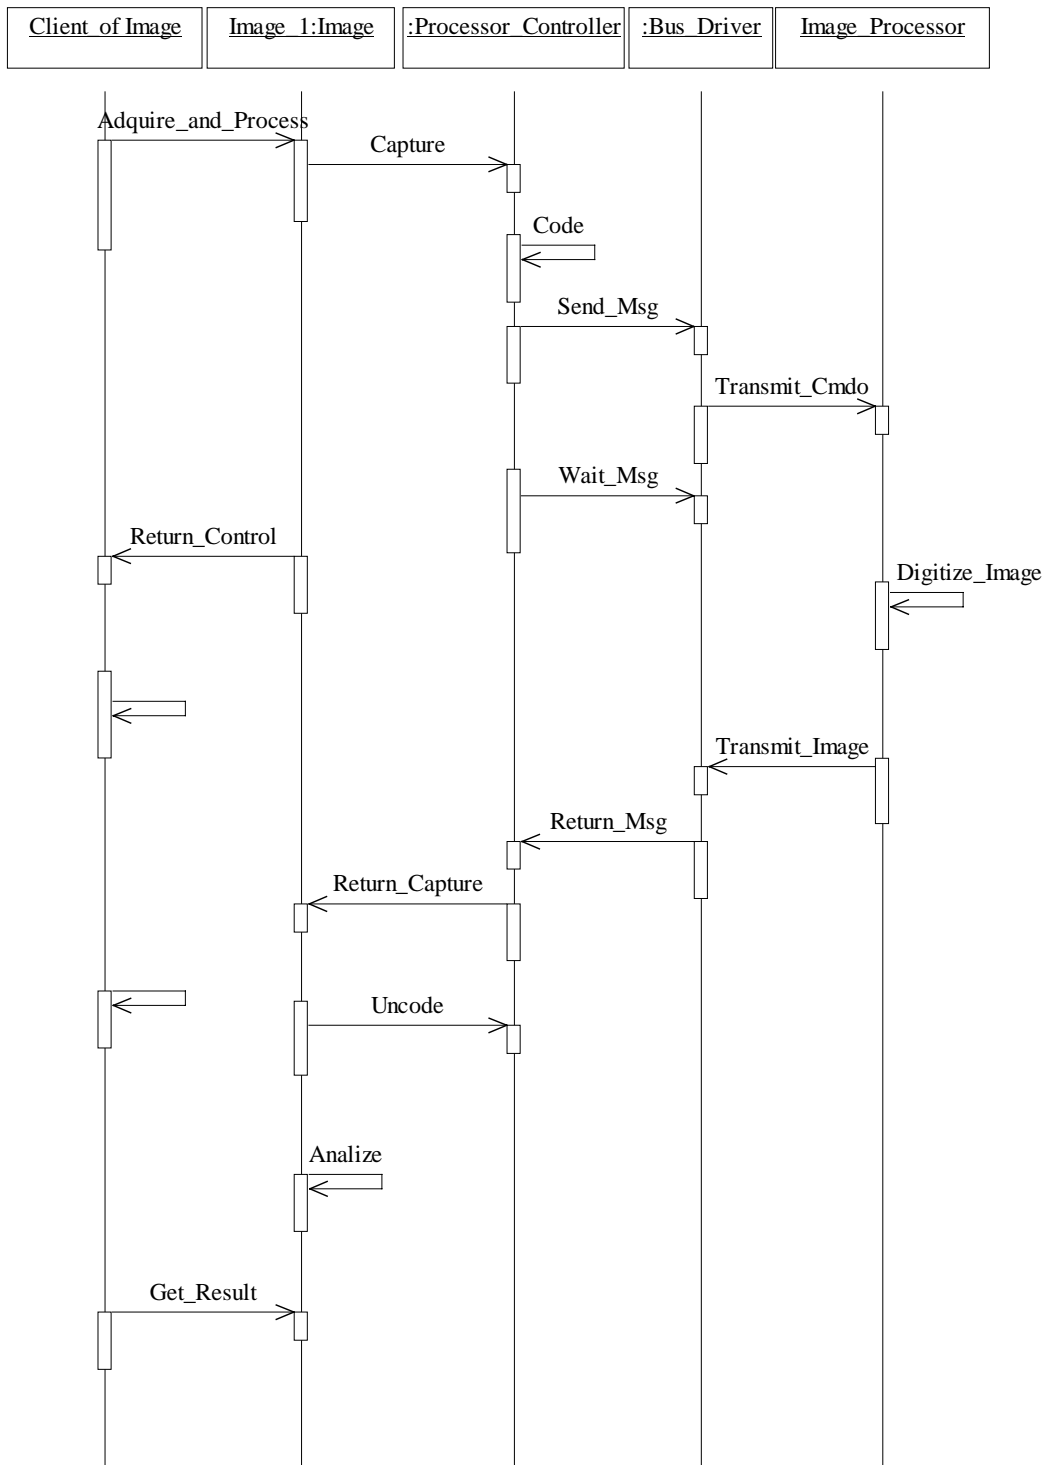 Client_of Image
Image_1:Image
:Processor_Controller
:Bus_Driver
Image_Processor
Adquire_and_Process
Capture
Code
Send_Msg
Transmit_Cmdo
Wait_Msg
Return_Control
Digitize_Image
Transmit_Image
Return_Msg
Return_Capture
Uncode
Analize
Get_Result